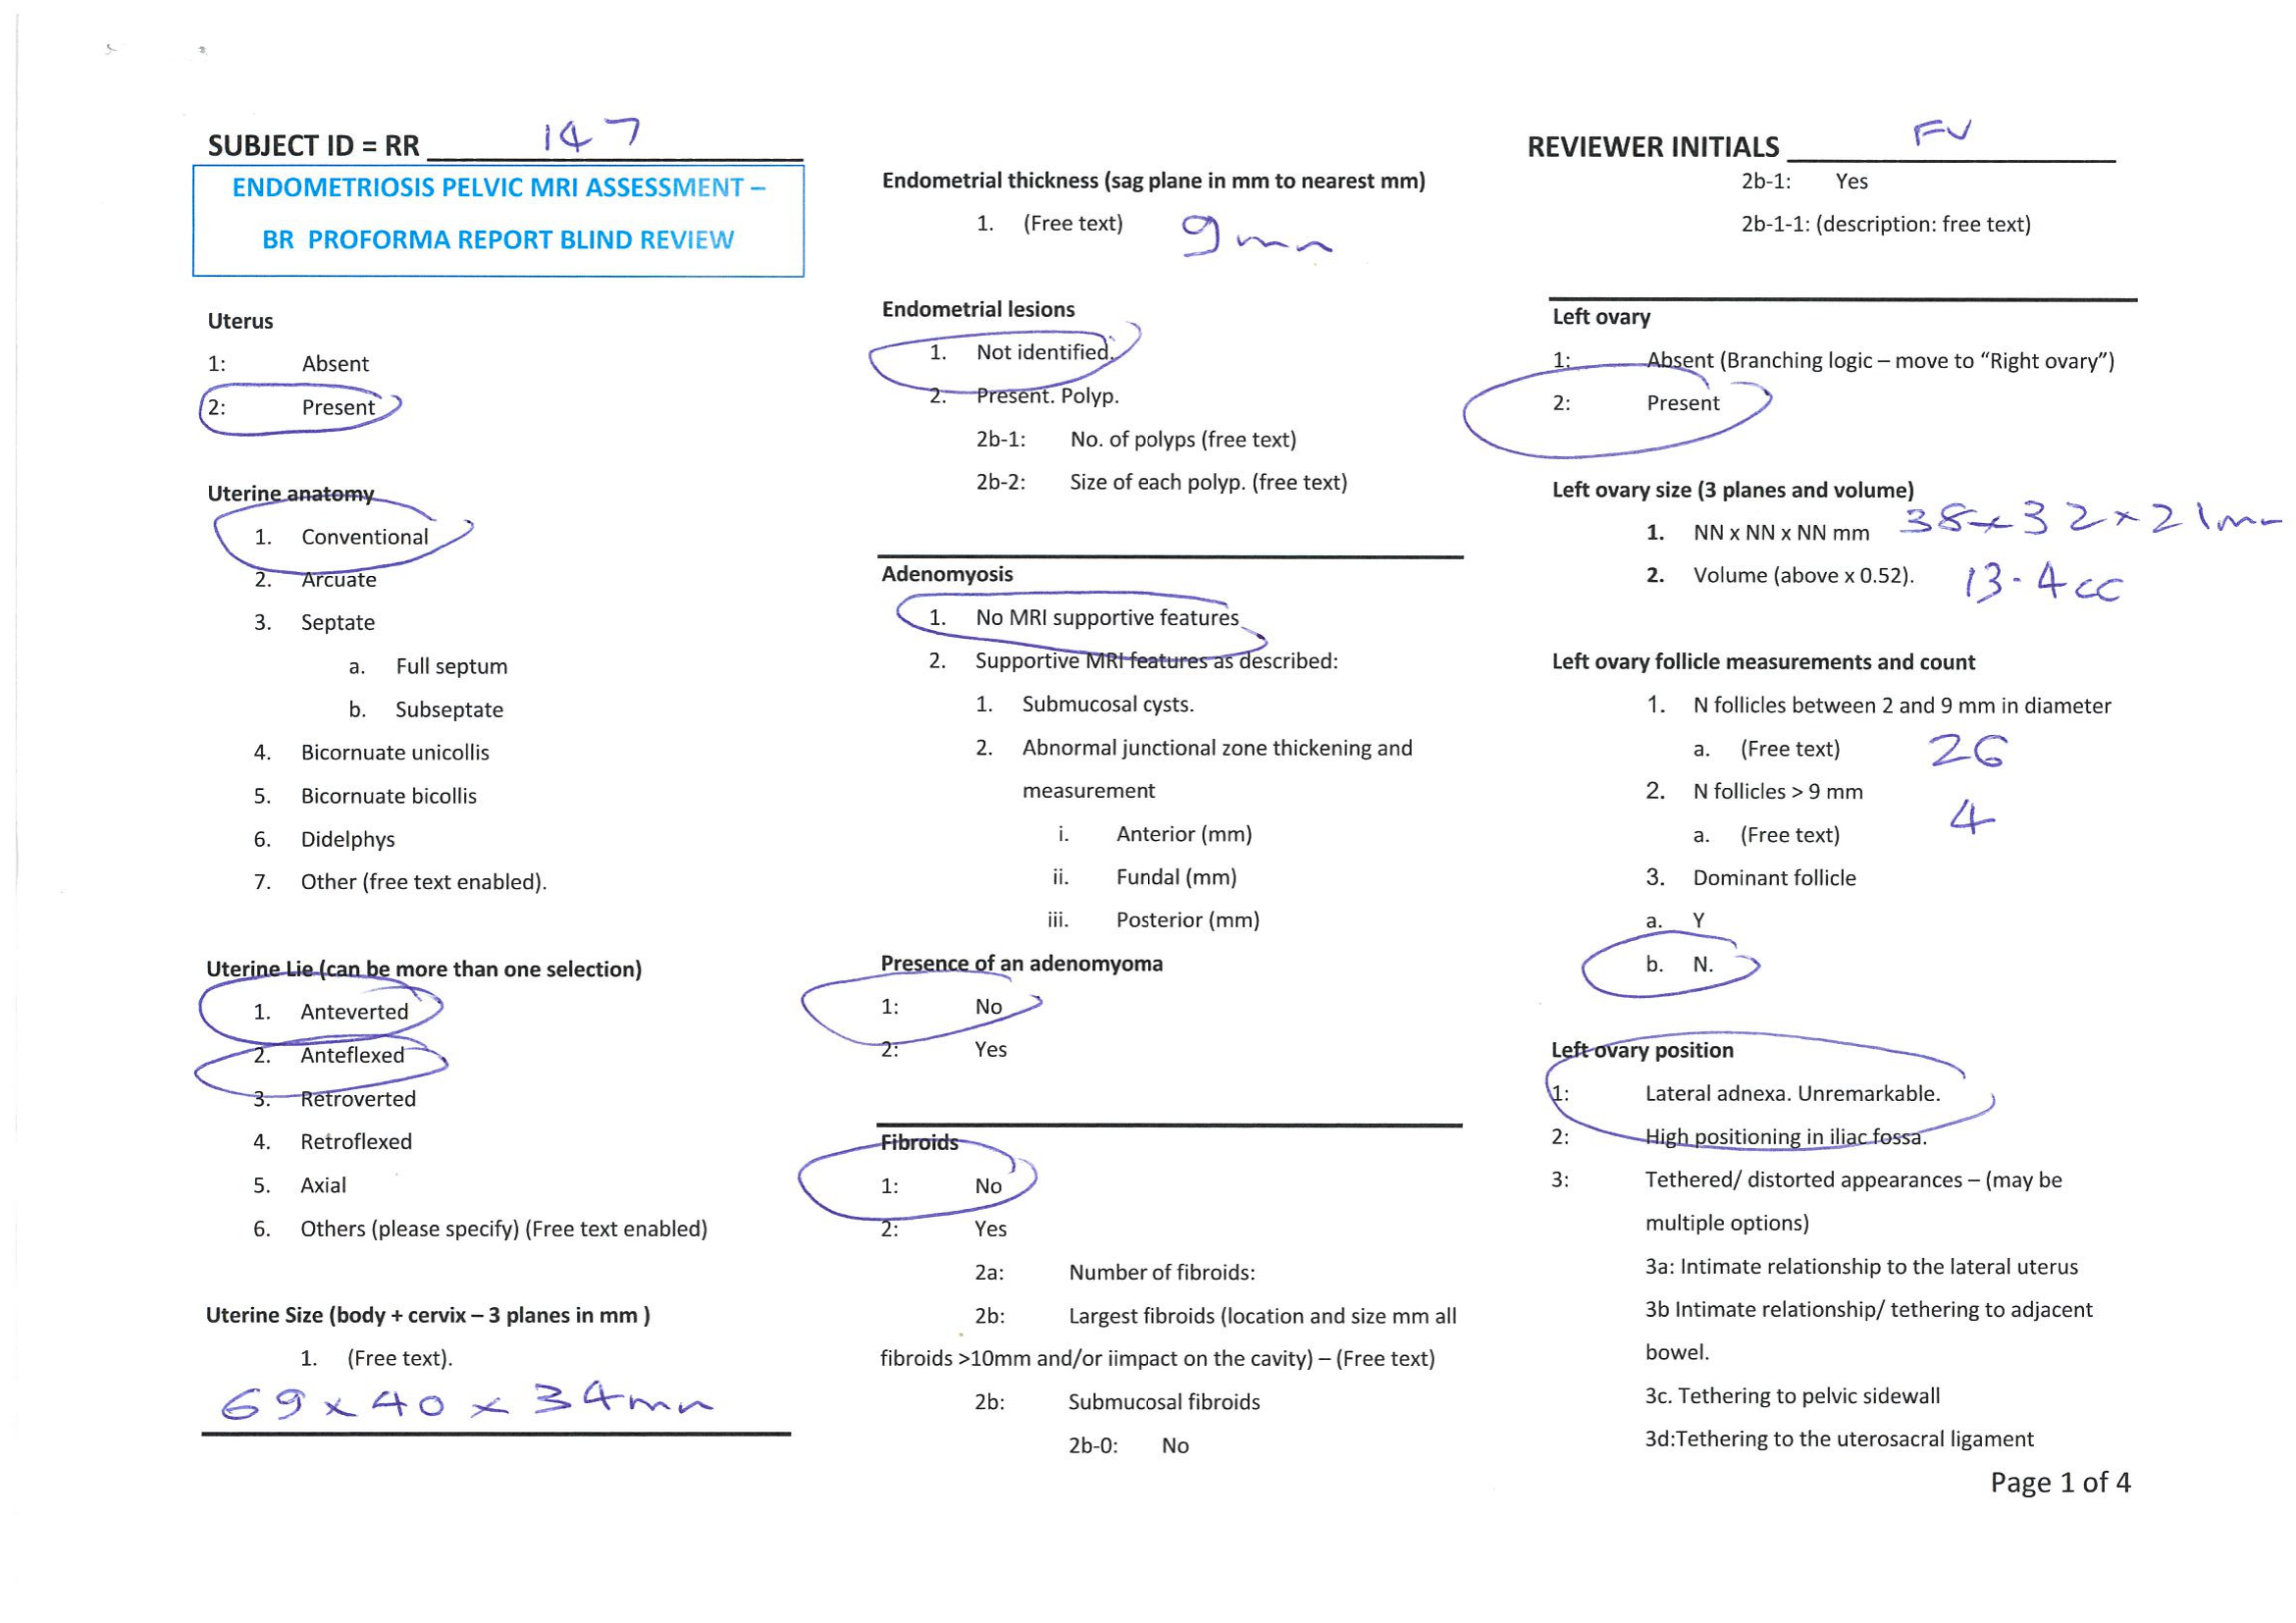 SUBJECT ID = RR 147
ENDOMETRIOSIS PELVIC MRI ASSESSMENT –
BR PROFORMA REPORT BLIND REVIEW
Uterus
1: Absent
2: Present
Uterine anatomy
1. Conventional
2. Arcuate
3. Septate
a. Full septum
b. Subseptate
4. Bicornuate unicollis
5. Bicornuate bicollis
6. Didelphys
7. Other (free text enabled).
Uterine Lie (can be more than one selection)
1. Anteverted
2. Anteflexed
3. Retroverted
4. Retroflexed
5. Axial
6. Others (please specify) (Free text enabled)
Uterine Size (body + cervix – 3 planes in mm )
1. (Free text).
69 x 40 x 34mm
Endometrial thickness (sag plane in mm to nearest mm)
1. (Free text) 9mm
Endometrial lesions
1. Not identified.
2. Present. Polyp.
2b-1: No. of polyps (free text)
2b-2: Size of each polyp. (free text)
Adenomyosis
1. No MRI supportive features
2. Supportive MRI features as described:
1. Submucosal cysts.
2. Abnormal junctional zone thickening and
measurement
i. Anterior (mm)
ii. Fundal (mm)
iii. Posterior (mm)
Presence of an adenomyoma
1: No
2: Yes
Fibroids
1: No
2: Yes
2a: Number of fibroids:
2b: Largest fibroids (location and size mm all
fibroids >10mm and/or iimpact on the cavity) – (Free text)
2b: Submucosal fibroids
2b-0: No
REVIEWER INITIALS FV
2b-1: Yes
2b-1-1: (description: free text)
Left ovary
1: Absent (Branching logic – move to “Right ovary”)
2: Present
Left ovary size (3 planes and volume)
1. NN x NN x NN mm 38 x 32 x 21mm
2. Volume (above x 0.52). 13.4cc
Left ovary follicle measurements and count
1. N follicles between 2 and 9 mm in diameter
a. (Free text) 26
2. N follicles > 9 mm
a. (Free text) 4
3. Dominant follicle
a. Y
b. N.
Left ovary position
1: Lateral adnexa. Unremarkable.
2: High positioning in iliac fossa.
3: Tethered/ distorted appearances – (may be
multiple options)
3a: Intimate relationship to the lateral uterus
3b Intimate relationship/ tethering to adjacent
bowel.
3c. Tethering to pelvic sidewall
3d:Tethering to the uterosacral ligament
Page 1 of 4